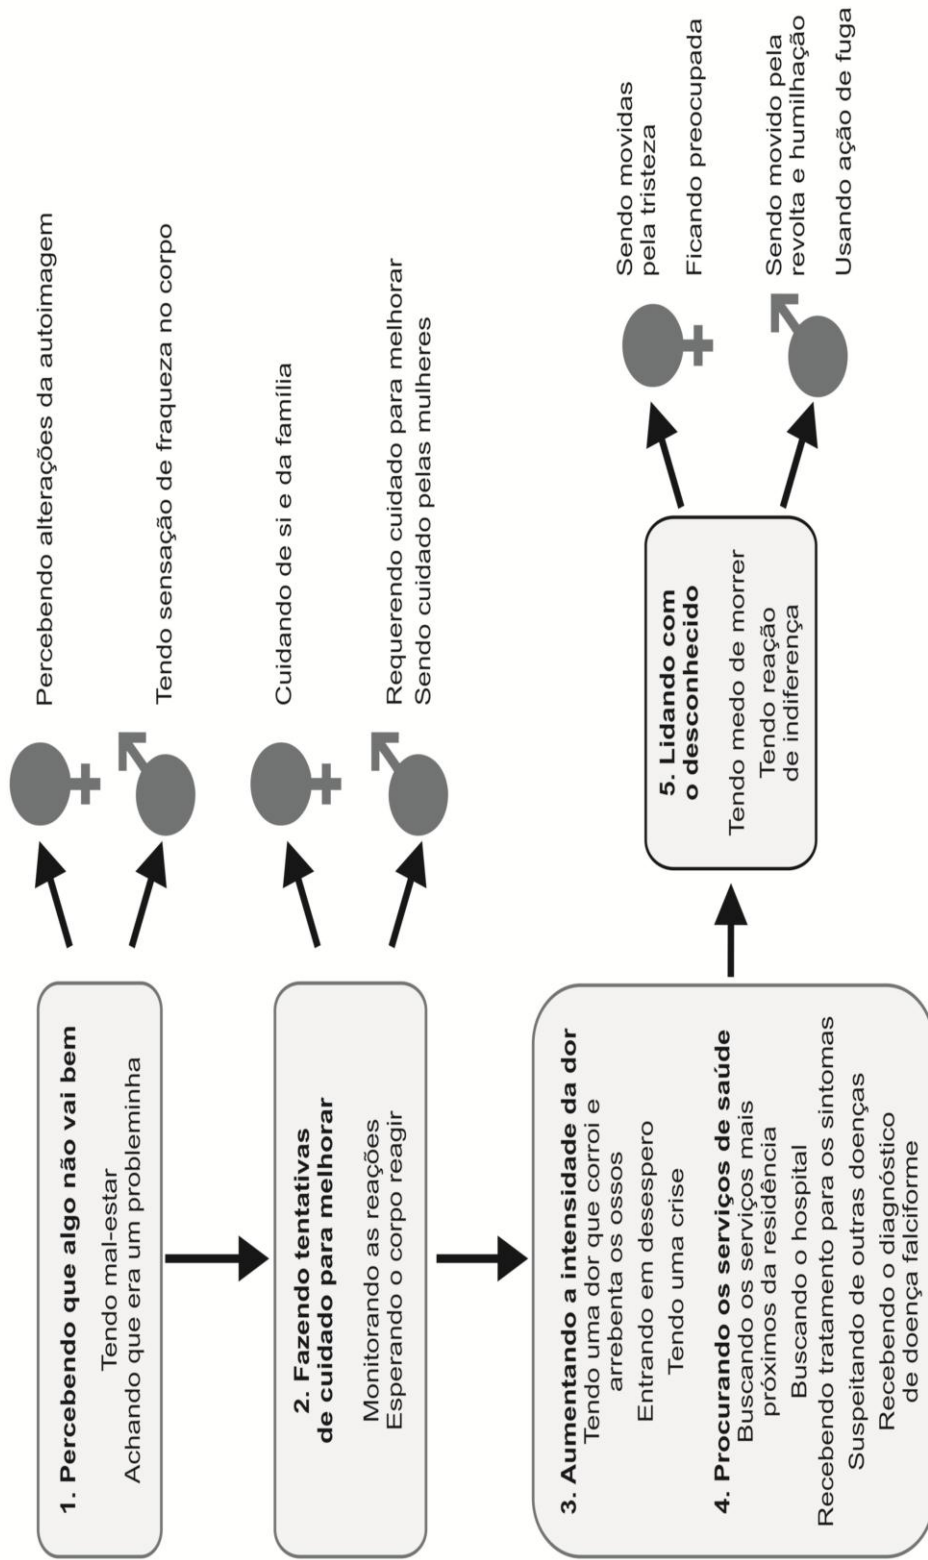 1. Percebendo que algo não vai bem
Tendo mal-estar
Achando que era um probleminha
Percebendo alterações da autoimagem
Tendo sensação de fraqueza no corpo
2. Fazendo tentativas
de cuidado para melhorar
Monitorando as reações
Esperando o corpo reagir
Cuidando de si e da família
Requerendo cuidado para melhorar
Sendo cuidado pelas mulheres
3. Aumentando a intensidade da dor
Tendo uma dor que corroi e
arrebenta os ossos
Entrando em desespero
Tendo uma crise
4. Procurando os serviços de saúde
Buscando os serviços mais
próximos da residência
Buscando o hospital
Recebendo tratamento para os sintomas
Suspeitando de outras doenças
Recebendo o diagnóstico
de doença falciforme
5. Lidando com
o desconhecido
Tendo medo de morrer
Tendo reação
de indiferença
Sendo movidas
pela tristeza
Ficando preocupada
Sendo movido pela
revolta e humilhação
Usando ação de fuga